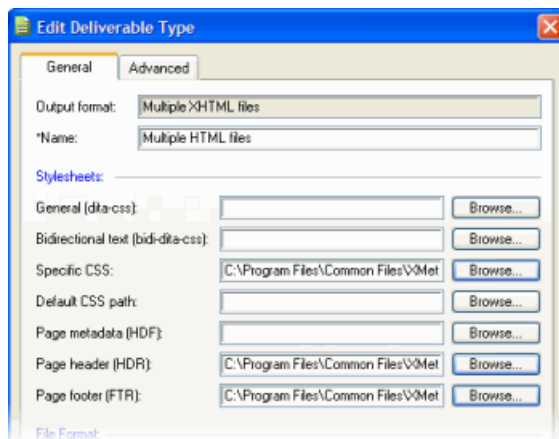 Edit Deliverable Type
General Advanced
Output format: Multiple XHTML files
*Name: Multiple HTML files
Stylesheets:
General (dita-css): Browse...
Bidirectional text (bidi-dita-css): Browse...
Specific CSS: C:\Program Files\Common Files\XMet Browse...
Default CSS path: Browse...
Page metadata (HDF): Browse...
Page header (HDR): C:\Program Files\Common Files\XMet Browse...
Page footer (FTR): C:\Program Files\Common Files\XMet Browse...
File Format: